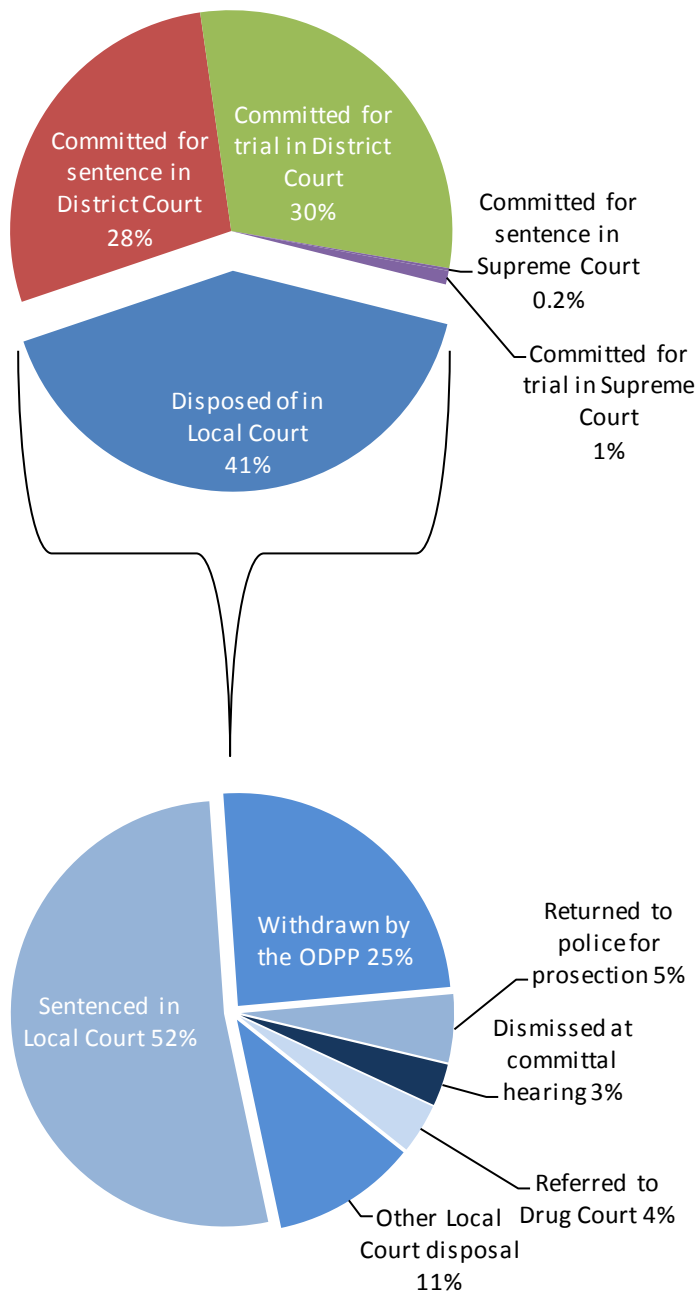 Committed for
sentence in
District Court
28%
Committed for
trial in District
Court
30%
Committed for
sentence in
Supreme Court
0.2%
Committed for
trial in Supreme
Court
1%
Disposed of in
Local Court
41%
Withdrawn by
the ODPP 25%
Returned to
police for
prosection 5%
Sentenced in
Local Court 52%
Dismissed at
committal
hearing 3%
Referred to
Drug Court 4%
Other Local
Court disposal
11%